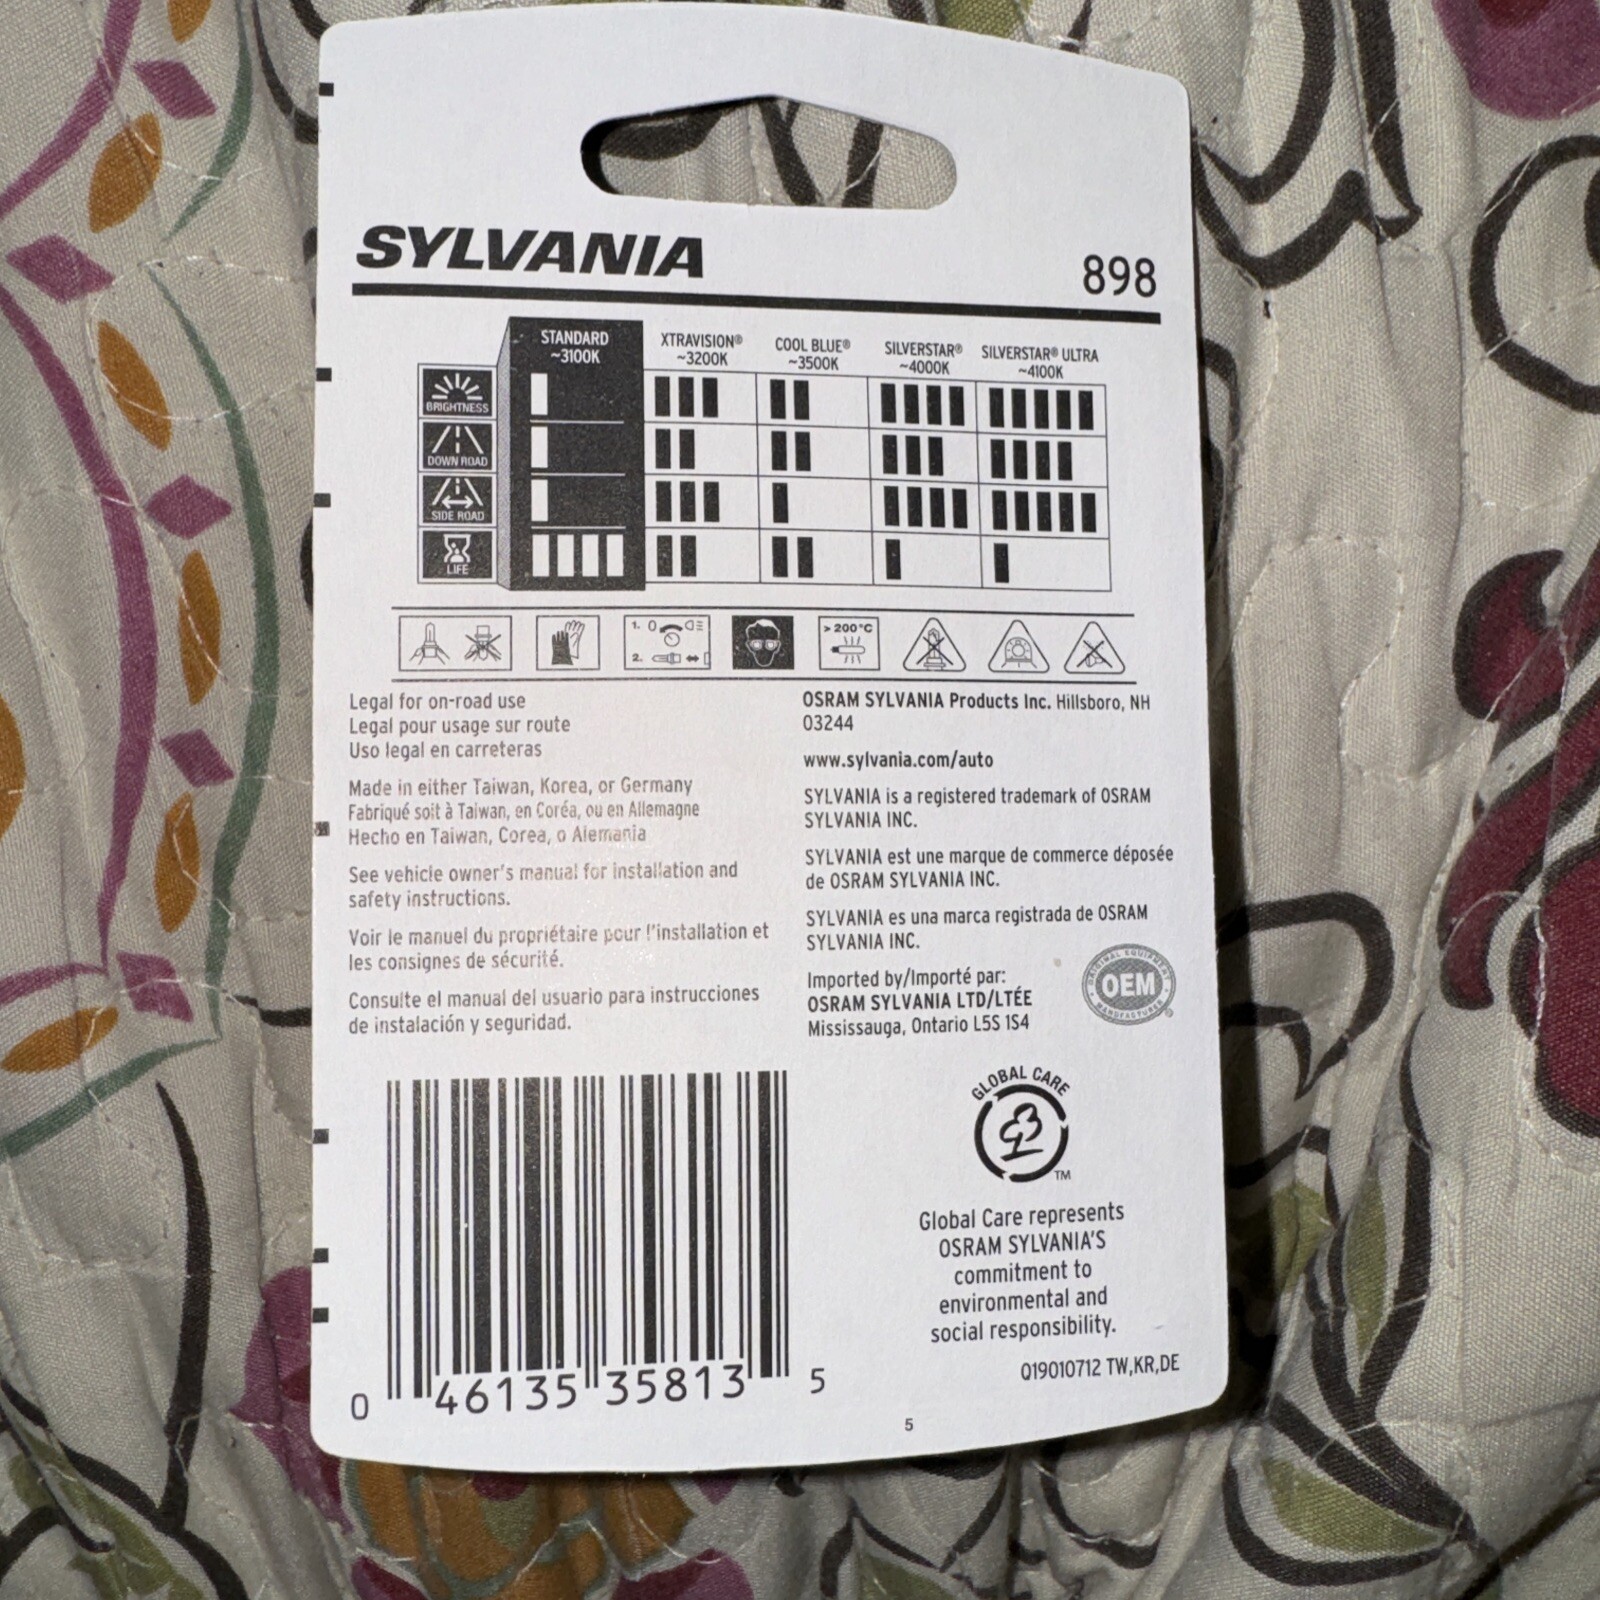 SYLVANIA
898
STANDARD
~3100K
XTRAVISION®
~3200K
COOL BLUE®
~3500K
SILVERSTAR®
~4000K
SILVERSTAR® ULTRA
~4100K
BRIGHTNESS
DOWN ROAD
SIDE ROAD
LIFE
1. 0
2.
> 200°C
Legal for on-road use
Legal pour usage sur route
Uso legal en carreteras
Made in either Taiwan, Korea, or Germany
Fabriqué soit à Taiwan, en Coréa, ou en Allemagne
Hecho en Taiwan, Corea, o Alemania
See vehicle owner's manual for installation and
safety instructions.
Voir le manuel du propriétaire pour l'installation et
les consignes de sécurité.
Consulte el manual del usuario para instrucciones
de instalación y seguridad.
OSRAM SYLVANIA Products Inc. Hillsboro, NH
03244
www.sylvania.com/auto
SYLVANIA is a registered trademark of OSRAM
SYLVANIA INC.
SYLVANIA est une marque de commerce déposée
de OSRAM SYLVANIA INC.
SYLVANIA es una marca registrada de OSRAM
SYLVANIA INC.
Imported by/Importé par:
OSRAM SYLVANIA LTD/LTÉE
Mississauga, Ontario L5S 1S4
ORIGINAL EQUIPMENT
OEM
MANUFACTURER
®
GLOBAL CARE
TM
Global Care represents
OSRAM SYLVANIA'S
commitment to
environmental and
social responsibility.
Q19010712 TW,KR,DE
0 46135 35813 5
5